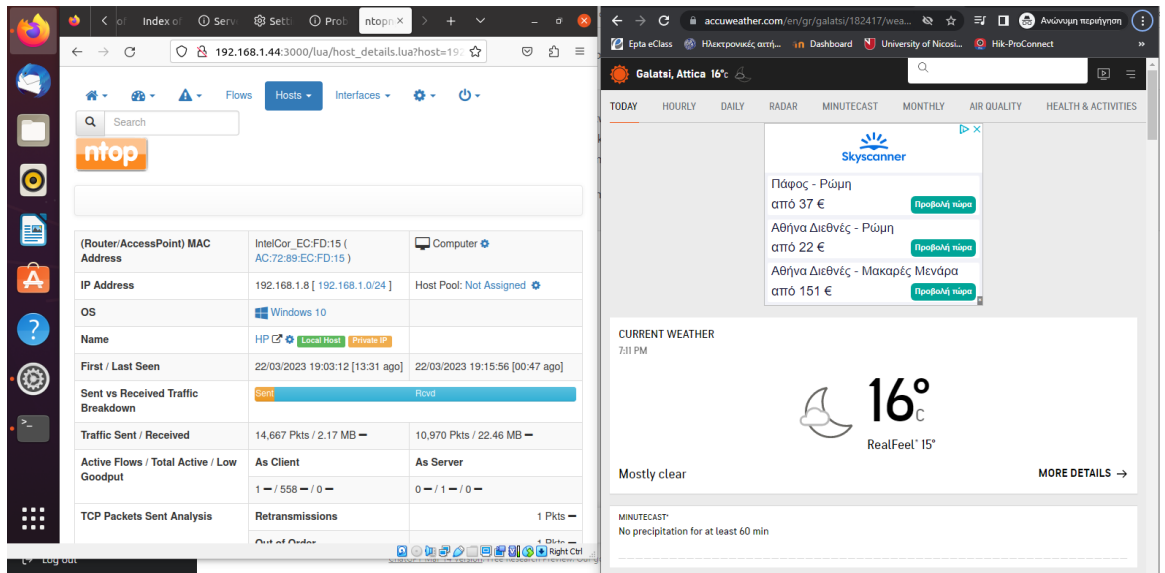 of
Index of
Serv
Setti
Prob
ntopn
192.168.1.44:3000/lua/host_details.lua?host=19
Flows
Hosts
Interfaces
Search
ntop
(Router/AccessPoint) MAC Address
IntelCor_EC:FD:15 ( AC:72:89:EC:FD:15 )
Computer
IP Address
192.168.1.8 [ 192.168.1.0/24 ]
Host Pool: Not Assigned
OS
Windows 10
Name
HP Local Host Private IP
First / Last Seen
22/03/2023 19:03:12 [13:31 ago]
22/03/2023 19:15:56 [00:47 ago]
Sent vs Received Traffic Breakdown
Sent
Rcvd
Traffic Sent / Received
14,667 Pkts / 2.17 MB —
10,970 Pkts / 22.46 MB —
Active Flows / Total Active / Low Goodput
As Client
As Server
1 — / 558 — / 0 —
0 — / 1 — / 0 —
TCP Packets Sent Analysis
Retransmissions
1 Pkts —
Out of Order
1 Pkts —
Right Ctrl
Log out
accuweather.com/en/gr/galatsi/182417/wea...
Ανώνυμη περιήγηση
Epta eClass
Ηλεκτρονικές αιτή...
Dashboard
University of Nicosi...
Hik-ProConnect
»
Galatsi, Attica 16°c
TODAY
HOURLY
DAILY
RADAR
MINUTECAST
MONTHLY
AIR QUALITY
HEALTH & ACTIVITIES
Skyscanner
Πάφος - Ρώμη
από 37 €
Προβολή τώρα
Αθήνα Διεθνές - Ρώμη
από 22 €
Προβολή τώρα
Αθήνα Διεθνές - Μακαρές Μενάρα
από 151 €
Προβολή τώρα
CURRENT WEATHER
7:11 PM
16°
C
RealFeel® 15°
Mostly clear
MORE DETAILS →
MINUTECAST®
No precipitation for at least 60 min